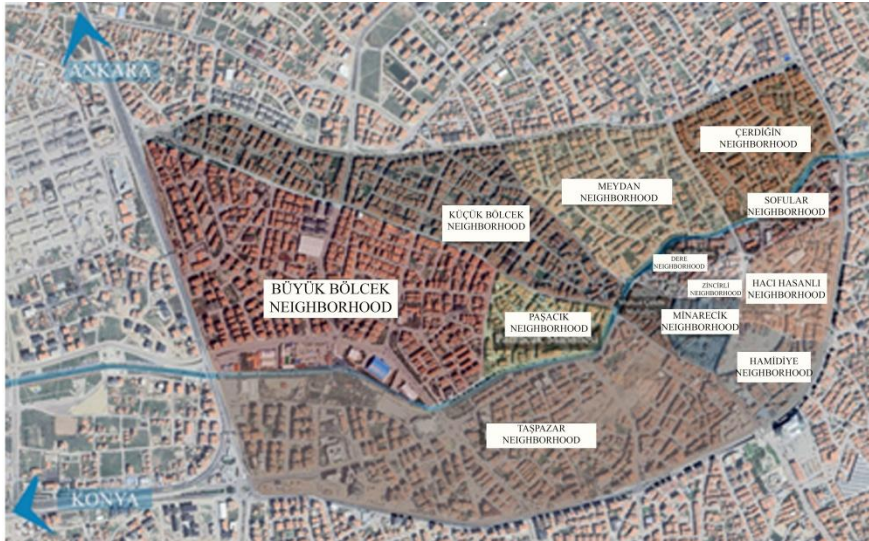 ANKARA
ÇERDİĞİN
NEIGHBORHOOD
MEYDAN
NEIGHBORHOOD
SOFULAR
NEIGHBORHOOD
KÜÇÜK BÖLCEK
NEIGHBORHOOD
DERE
NEIGHBORHOOD
BÜYÜK BÖLCEK
NEIGHBORHOOD
ZİNCİRLİ
NEIGHBORHOOD
HACI HASANLI
NEIGHBORHOOD
PAŞACIK
NEIGHBORHOOD
MİNARECİK
NEIGHBORHOOD
HAMİDİYE
NEIGHBORHOOD
TAŞPAZAR
NEIGHBORHOOD
KONYA